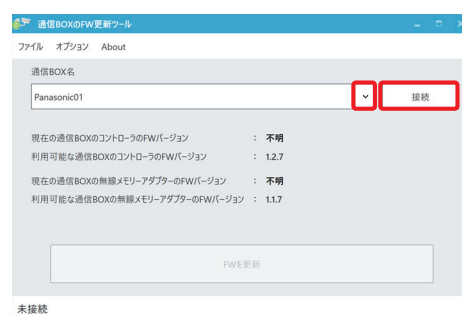 通信BOXのFW更新ツール
ファイル オプション About
通信BOX名
Panasonic01
接続
現在の通信BOXのコントローラのFWバージョン : 不明
利用可能な通信BOXのコントローラのFWバージョン : 1.2.7
現在の通信BOXの無線メモリーアダプターのFWバージョン : 不明
利用可能な通信BOXの無線メモリーアダプターのFWバージョン : 1.1.7
FWを更新
未接続